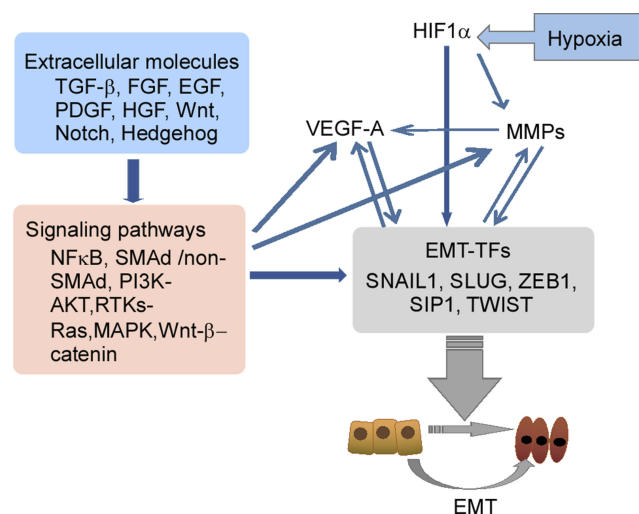 HIF1α
Hypoxia
Extracellular molecules
TGF-β, FGF, EGF,
PDGF, HGF, Wnt,
Notch, Hedgehog
VEGF-A
MMPs
Signaling pathways
NFκB, SMAd /non-
SMAd, PI3K-
AKT,RTKs-
Ras,MAPK,Wnt-β–
catenin
EMT-TFs
SNAIL1, SLUG, ZEB1,
SIP1, TWIST
EMT